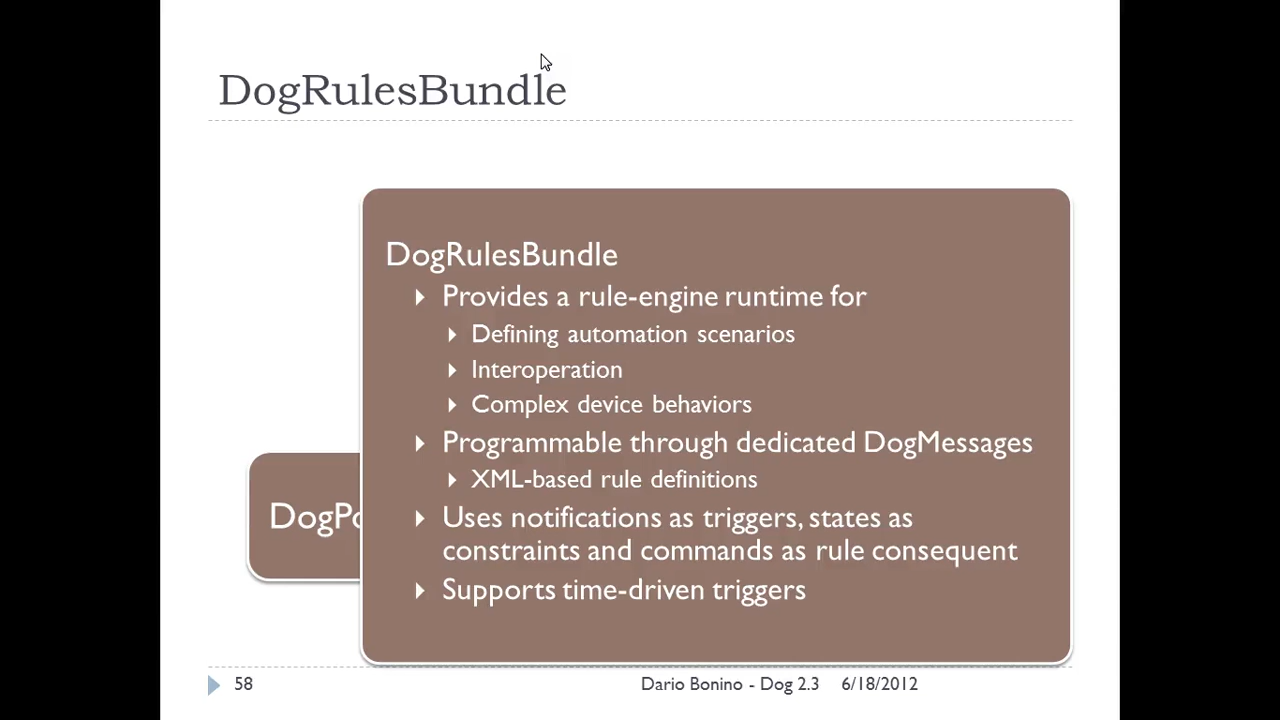 DogRulesBundle
DogRulesBundle
Provides a rule-engine runtime for
Defining automation scenarios
Interoperation
Complex device behaviors
Programmable through dedicated DogMessages
XML-based rule definitions
Uses notifications as triggers, states as
constraints and commands as rule consequent
Supports time-driven triggers
58
Dario Bonino - Dog 2.3 6/18/2012